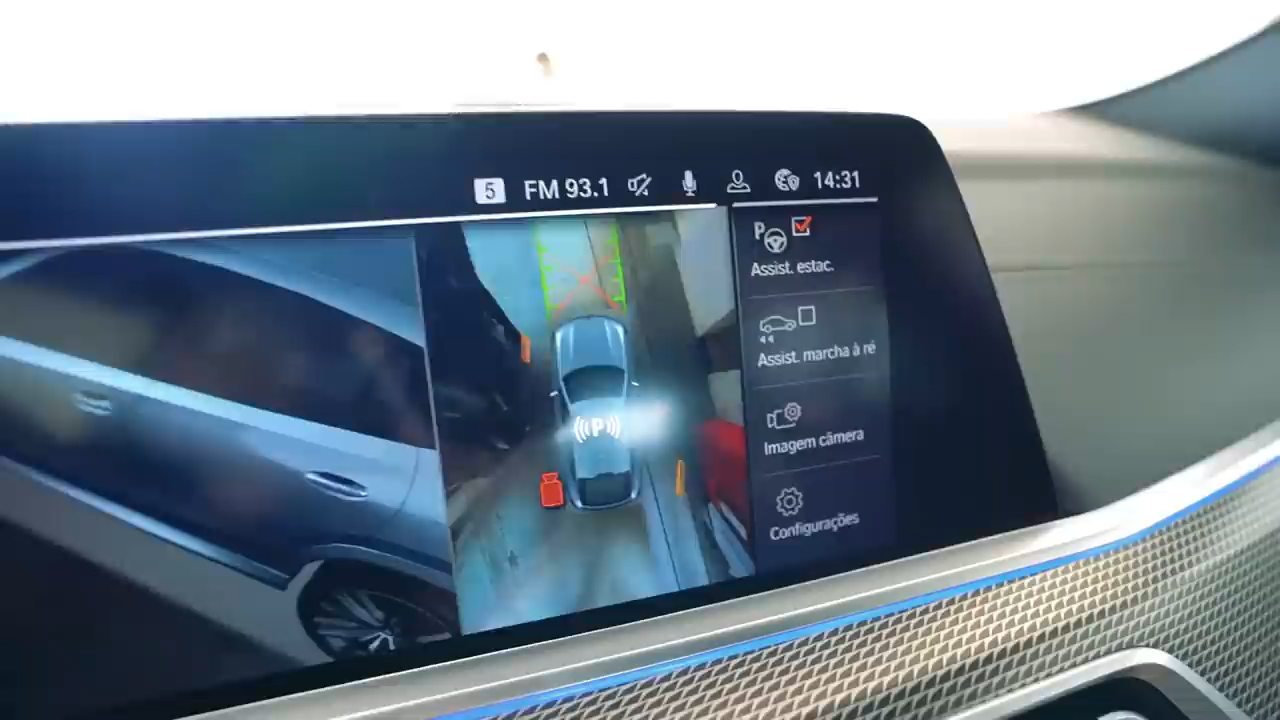 5 FM 93.1 14:31
P
Assist. estac.
Assist. marcha à ré
Imagem câmera
Configurações
((P))